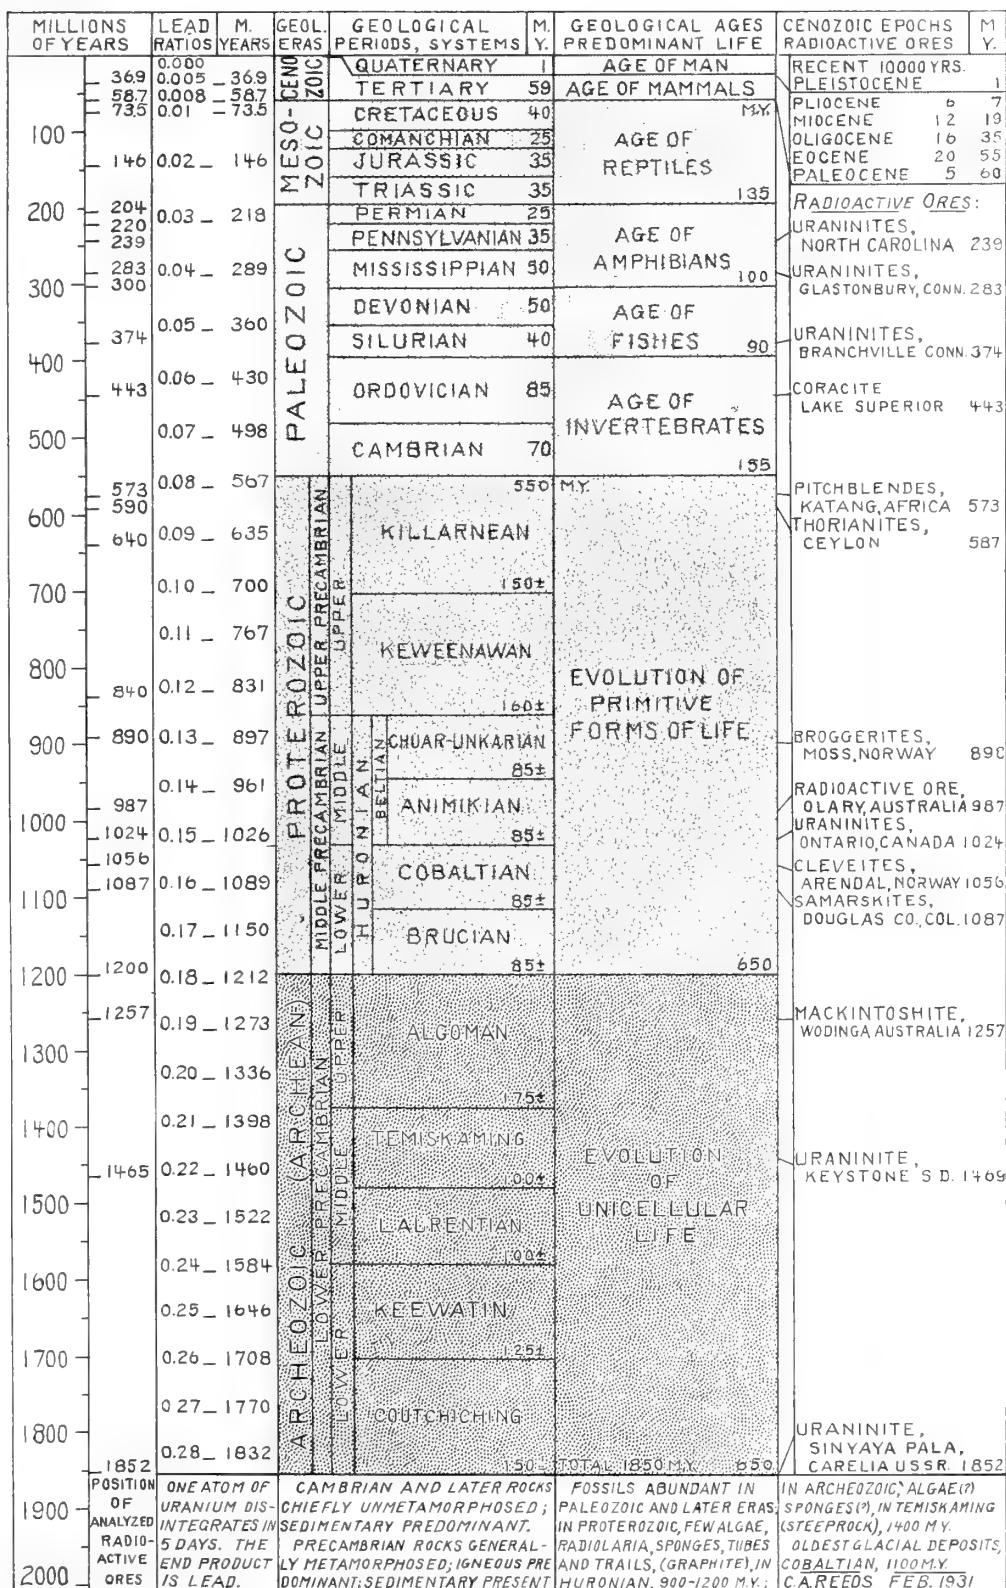 MILLIONS OF YEARS
LEAD RATIOS
M. YEARS
GEOL. ERAS
GEOLOGICAL PERIODS, SYSTEMS
M. Y.
GEOLOGICAL AGES PREDOMINANT LIFE
CENOZOIC EPOCHS RADIOACTIVE ORES
M Y.
100
200
300
400
500
600
700
800
900
1000
1100
1200
1300
1400
1500
1600
1700
1800
1900
2000
369
587
735
146
204
220
239
283
300
374
443
573
590
640
840
890
987
1024
1056
1087
1200
1257
1465
1852
0.000
0.005 _ 36.9
0.008 - 58.7
0.01 - 73.5
0.02 _ 146
0.03 _ 218
0.04 _ 289
0.05 _ 360
0.06 _ 430
0.07 _ 498
0.08 _ 567
0.09 _ 635
0.10 _ 700
0.11 _ 767
0.12 _ 831
0.13 _ 897
0.14 _ 961
0.15 _ 1026
0.16 _ 1089
0.17 _ 1150
0.18 _ 1212
0.19 _ 1273
0.20 _ 1336
0.21 _ 1398
0.22 _ 1460
0.23 _ 1522
0.24 _ 1584
0.25 _ 1646
0.26 _ 1708
0.27 _ 1770
0.28 _ 1832
CENOZOIC
MESOZOIC
PALEOZOIC
PROTEROZOIC
ARCHEOZOIC (ARCHEAN)
UPPER PRECAMBRIAN
MIDDLE PRECAMBRIAN
LOWER PRECAMBRIAN
UPPER
MIDDLE
LOWER
UPPER
MIDDLE
LOWER
HURONIAN
BELTIAN
QUATERNARY 1
TERTIARY 59
CRETACEOUS 40
COMANCHIAN 25
JURASSIC 35
TRIASSIC 35
PERMIAN 25
PENNSYLVANIAN 35
MISSISSIPPIAN 50
DEVONIAN 50
SILURIAN 40
ORDOVICIAN 85
CAMBRIAN 70
550 M.Y.
KILLARNEAN
150±
KEWEENAWAN
160±
CHUAR-UNKARIAN
85±
ANIMIKIAN
85±
COBALTIAN
85±
BRUCIAN
85±
ALGOMAN
175±
TEMISKAMING
100±
LAURENTIAN
100±
KEEWATIN
125±
COUTCHICHING
150
AGE OF MAN
AGE OF MAMMALS
M.Y.
AGE OF
REPTILES
135
AGE OF
AMPHIBIANS
100
AGE OF
FISHES
90
AGE OF
INVERTEBRATES
155
EVOLUTION OF
PRIMITIVE
FORMS OF LIFE
650
EVOLUTION
OF
UNICELLULAR
LIFE
TOTAL 1850 M.Y. 650
RECENT 10000 YRS.
PLEISTOCENE 1
PLIOCENE 6 7
MIOCENE 12 19
OLIGOCENE 16 35
EOCENE 20 55
PALEOCENE 5 60
RADIOACTIVE ORES:
URANINITES,
NORTH CAROLINA 239
URANINITES,
GLASTONBURY, CONN. 283
URANINITES,
BRANCHVILLE CONN. 374
CORACITE
LAKE SUPERIOR 443
PITCHBLENDES,
KATANG, AFRICA 573
THORIANITES,
CEYLON 587
BROGGERITES,
MOSS, NORWAY 890
RADIOACTIVE ORE,
OLARY, AUSTRALIA 987
URANINITES,
ONTARIO, CANADA 1024
CLEVEITES,
ARENDAL, NORWAY 1056
SAMARSKITES,
DOUGLAS CO., COL. 1087
MACKINTOSHITE,
WODINGA AUSTRALIA 1257
URANINITE,
KEYSTONE S D. 1465
URANINITE,
SINYAYA PALA,
CARELIA USSR. 1852
POSITION
OF
ANALYZED
RADIO-
ACTIVE
ORES
ONE ATOM OF
URANIUM DIS-
INTEGRATES IN
5 DAYS. THE
END PRODUCT
IS LEAD.
CAMBRIAN AND LATER ROCKS
CHIEFLY UNMETAMORPHOSED;
SEDIMENTARY PREDOMINANT.
PRECAMBRIAN ROCKS GENERAL-
LY METAMORPHOSED; IGNEOUS PRE
DOMINANT; SEDIMENTARY PRESENT
FOSSILS ABUNDANT IN
PALEOZOIC AND LATER ERAS
IN PROTEROZOIC, FEW ALGAE,
RADIOLARIA, SPONGES, TUBES
AND TRAILS, (GRAPHITE), IN
HURONIAN, 900-1200 M.Y.;
IN ARCHEOZOIC, ALGAE(?)
SPONGES(?), IN TEMISKAMING
(STEEPROCK), 1400 MY.
OLDEST GLACIAL DEPOSITS,
COBALTIAN, 1100 M.Y.
C.A. REEDS FEB. 1931